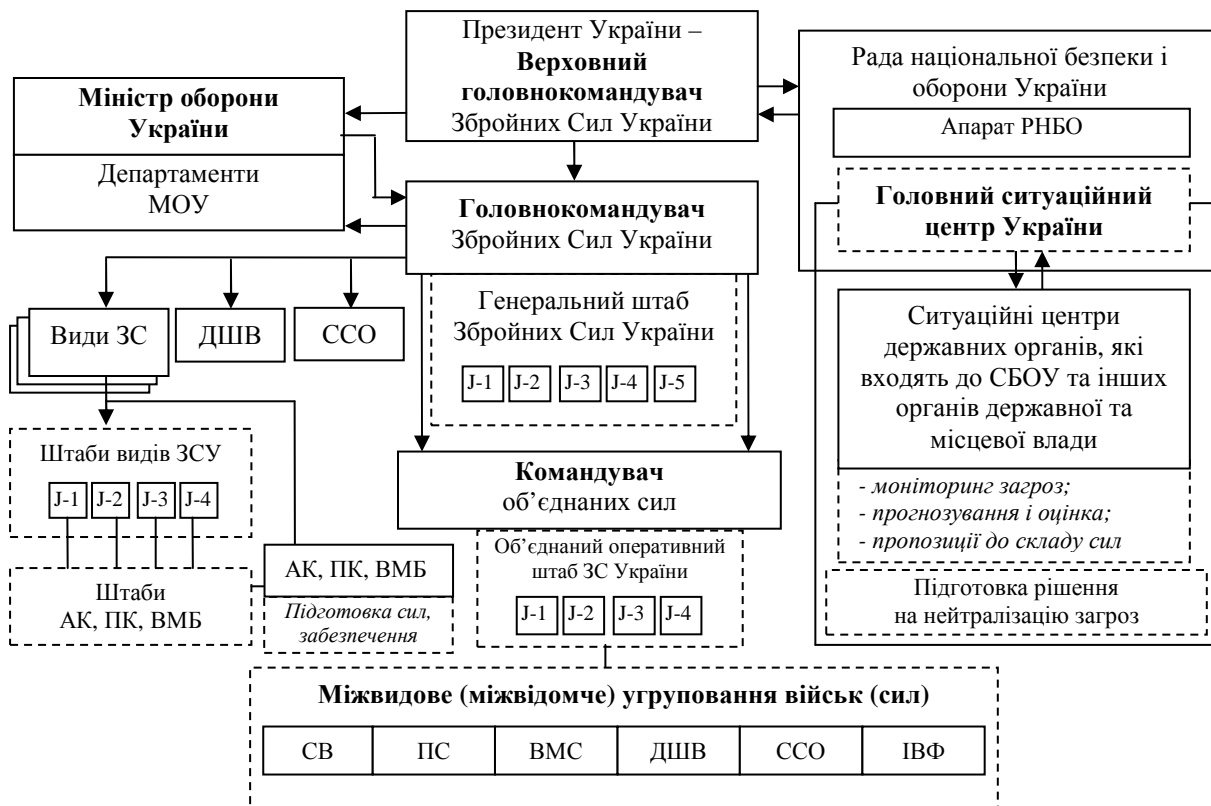 Президент України –
Верховний
головнокомандувач
Збройних Сил України
Міністр оборони
України
Департаменти
МОУ
Рада національної безпеки і
оборони України
Апарат РНБО
Головний ситуаційний
центр України
Головнокомандувач
Збройних Сил України
Види ЗС
ДШВ
ССО
Генеральний штаб
Збройних Сил України
J-1 J-2 J-3 J-4 J-5
Ситуаційні центри
державних органів, які
входять до СБОУ та інших
органів державної та
місцевої влади
- моніторинг загроз;
- прогнозування і оцінка;
- пропозиції до складу сил
Підготовка рішення
на нейтралізацію загроз
Штаби видів ЗСУ
J-1 J-2 J-3 J-4
Штаби
АК, ПК, ВМБ
АК, ПК, ВМБ
Підготовка сил,
забезпечення
Командувач
об’єднаних сил
Об’єднаний оперативний
штаб ЗС України
J-1 J-2 J-3 J-4
Міжвидове (міжвідомче) угруповання військ (сил)
СВ ПС ВМС ДШВ ССО ІВФ